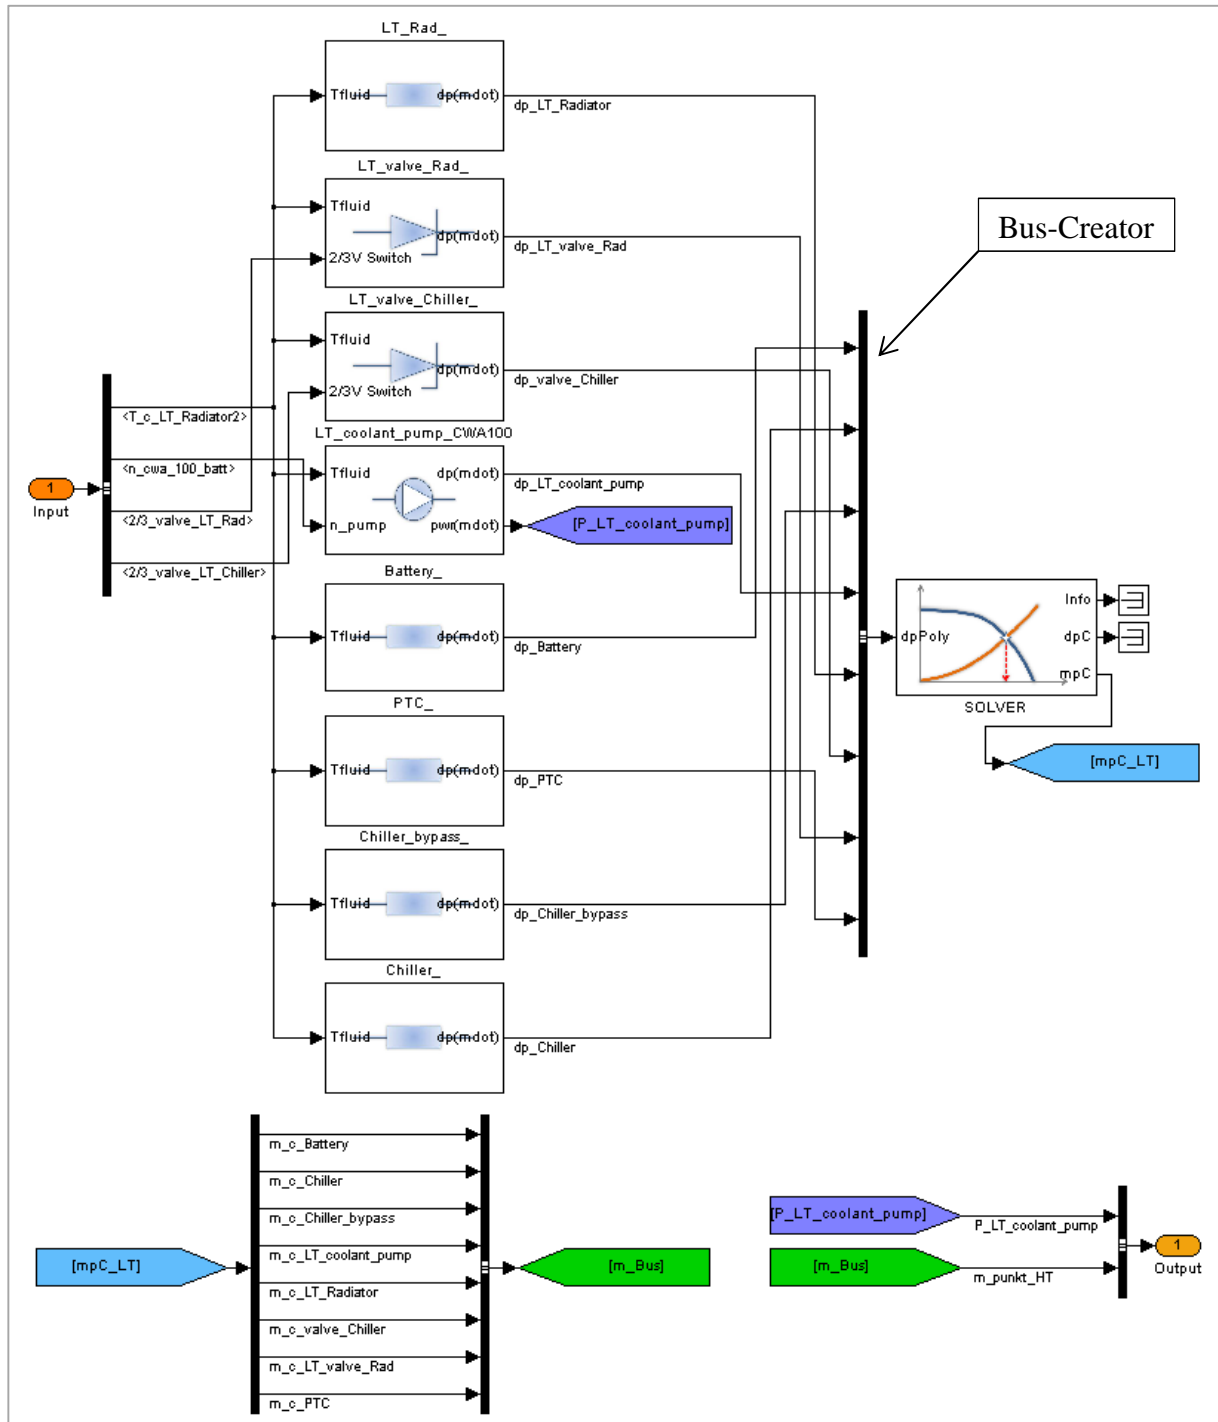 LT_Rad_
Tfluid
dp(mdot)
dp_LT_Radiator
LT_valve_Rad_
Tfluid
dp(mdot)
2/3V Switch
dp_LT_valve_Rad
Bus-Creator
LT_valve_Chiller_
Tfluid
dp(mdot)
2/3V Switch
dp_valve_Chiller
<T_c_LT_Radiator2>
<n_cwa_100_batt>
<2/3_valve_LT_Rad>
<2/3_valve_LT_Chiller>
1
Input
LT_coolant_pump_CWA100
Tfluid
dp(mdot)
n_pump
pwr(mdot)
dp_LT_coolant_pump
[P_LT_coolant_pump]
Battery_
Tfluid
dp(mdot)
dp_Battery
dpPoly
Info
dpC
mpC
SOLVER
[mpC_LT]
PTC_
Tfluid
dp(mdot)
dp_PTC
Chiller_bypass_
Tfluid
dp(mdot)
dp_Chiller_bypass
Chiller_
Tfluid
dp(mdot)
dp_Chiller
[mpC_LT]
m_c_Battery
m_c_Chiller
m_c_Chiller_bypass
m_c_LT_coolant_pump
m_c_LT_Radiator
m_c_valve_Chiller
m_c_LT_valve_Rad
m_c_PTC
[m_Bus]
[P_LT_coolant_pump]
P_LT_coolant_pump
[m_Bus]
m_punkt_HT
1
Output